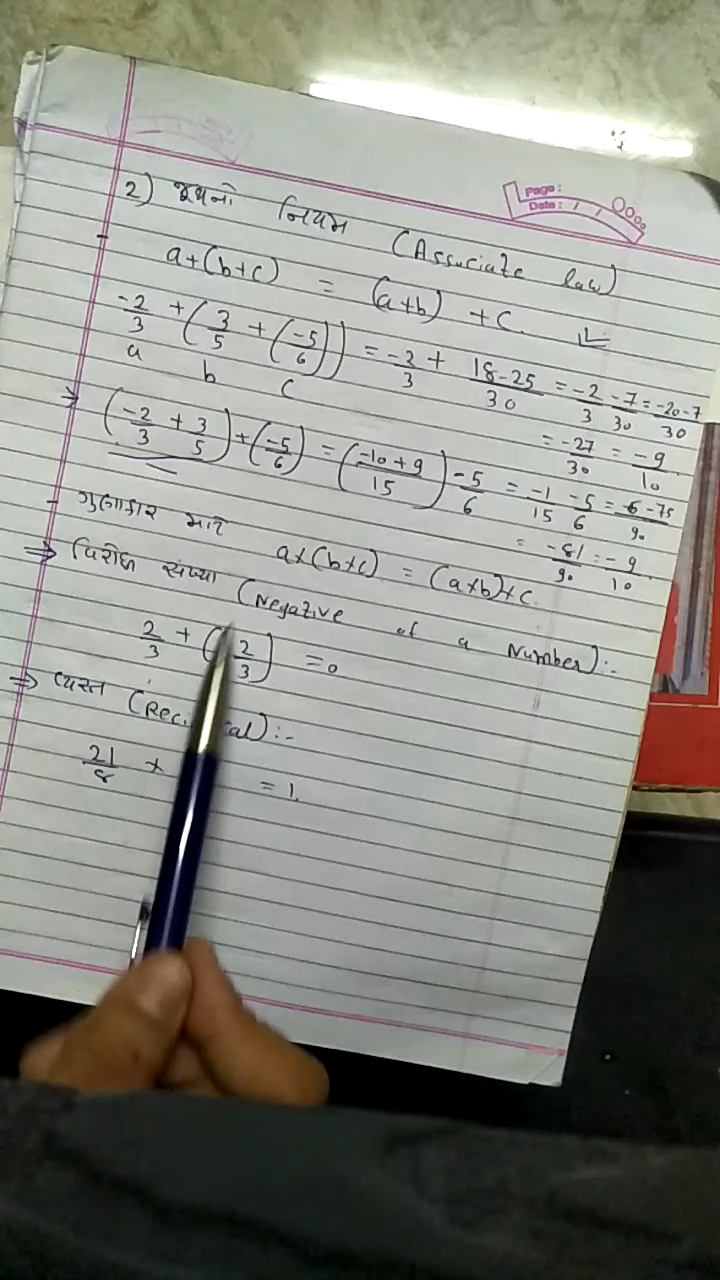 Page :
Date : / /
2) જૂથનો નિયમ (Associate law)
- a+(b+c) = (a+b) + c.
-2/3 + (3/5 + (-5/6)) = -2/3 + 18-25/30 = -2/3 -7/30 = -20-7/30
a b c = -27/30 = -9/10
→ (-2/3 + 3/5) + (-5/6) = (-10+9/15) -5/6 = -1/15 -5/6 = -6-75/90
= -81/90 = -9/10.
- ગુણાકાર માટે a×(b×c) = (a×b)×c.
⇒ વિરોધી સંખ્યા (Negative of a Number):-
2/3 + ( 2/3) = 0
⇒ વ્યસ્ત (Reci cal):-
21/8 × = 1.